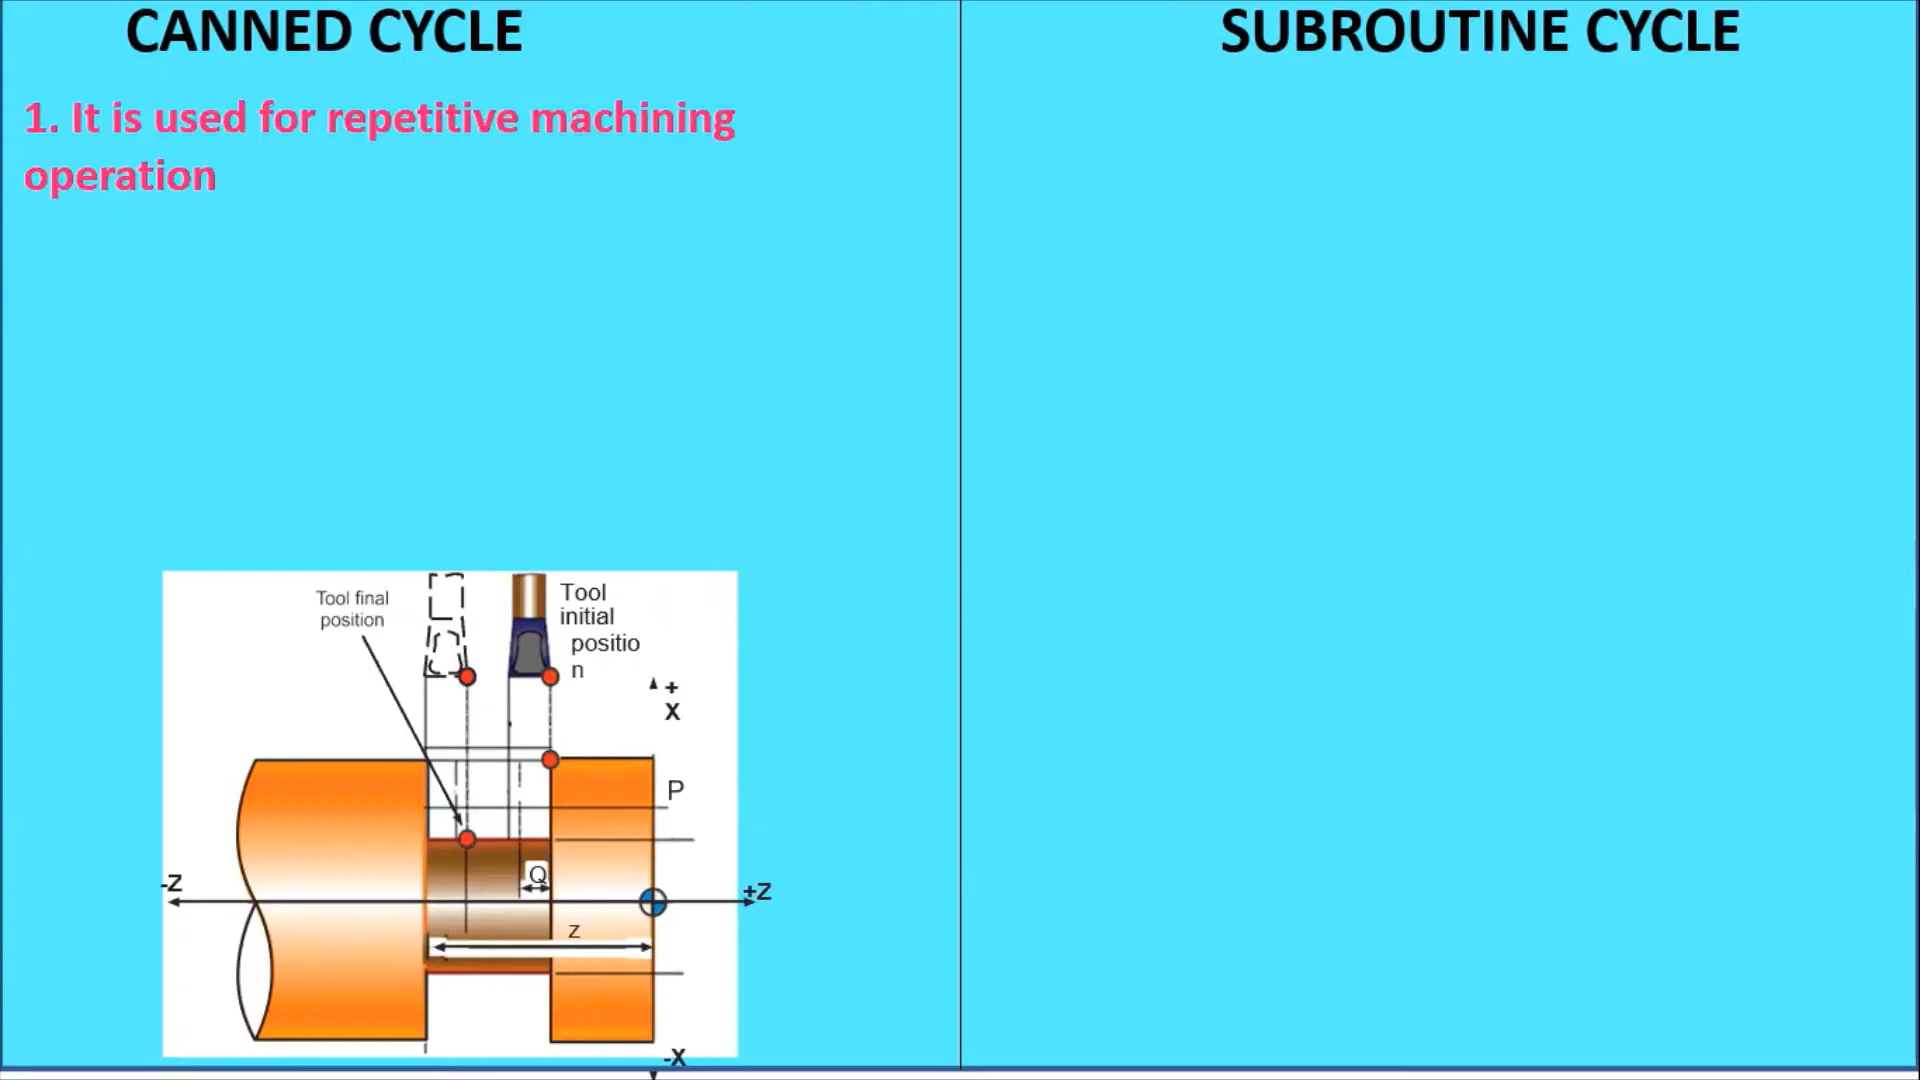 CANNED CYCLE
SUBROUTINE CYCLE
1. It is used for repetitive machining
operation
Tool final
position
Tool
initial
positio
n
+
X
P
Q
-Z
+Z
z
-X